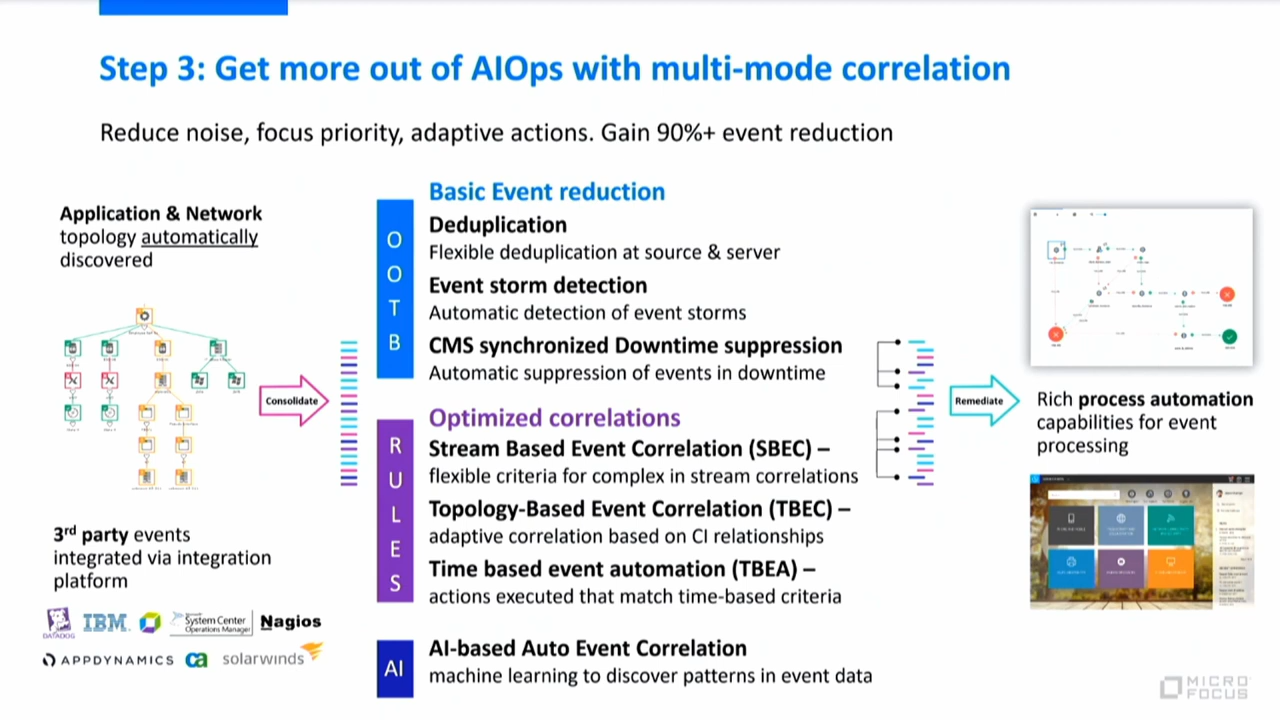 Step 3: Get more out of AIOps with multi-mode correlation
Reduce noise, focus priority, adaptive actions. Gain 90%+ event reduction
Application & Network
topology automatically
discovered
Consolidate
3rd party events
integrated via integration
platform
DATADOG
IBM
Microsoft
System Center
Operations Manager
Nagios
APPDYNAMICS
ca
solarwinds
OOTB
Basic Event reduction
Deduplication
Flexible deduplication at source & server
Event storm detection
Automatic detection of event storms
CMS synchronized Downtime suppression
Automatic suppression of events in downtime
RULES
Optimized correlations
Stream Based Event Correlation (SBEC) –
flexible criteria for complex in stream correlations
Topology-Based Event Correlation (TBEC) –
adaptive correlation based on CI relationships
Time based event automation (TBEA) –
actions executed that match time-based criteria
AI
AI-based Auto Event Correlation
machine learning to discover patterns in event data
Remediate
Rich process automation
capabilities for event
processing
MICRO
FOCUS